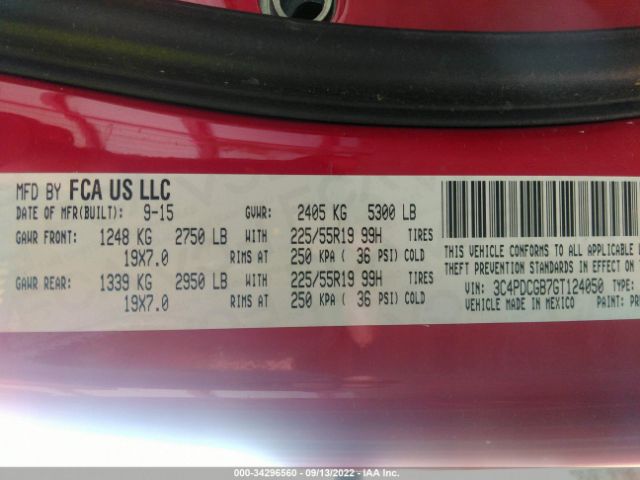 MFD BY FCA US LLC
DATE OF MFR(BUILT): 9-15 GVWR: 2405 KG 5300 LB
GAWR FRONT: 1248 KG 2750 LB WITH 225/55R19 99H TIRES
19X7.0 RIMS AT 250 KPA ( 36 PSI) COLD
GAWR REAR: 1339 KG 2950 LB WITH 225/55R19 99H TIRES
19X7.0 RIMS AT 250 KPA ( 36 PSI) COLD
THIS VEHICLE CONFORMS TO ALL APPLICABLE
THEFT PREVENTION STANDARDS IN EFFECT
VIN: 3C4PDCGB7GT124050 TYPE:
VEHICLE MADE IN MEXICO PAINT: PR
000-34296560 - 09/13/2022 - IAA Inc.